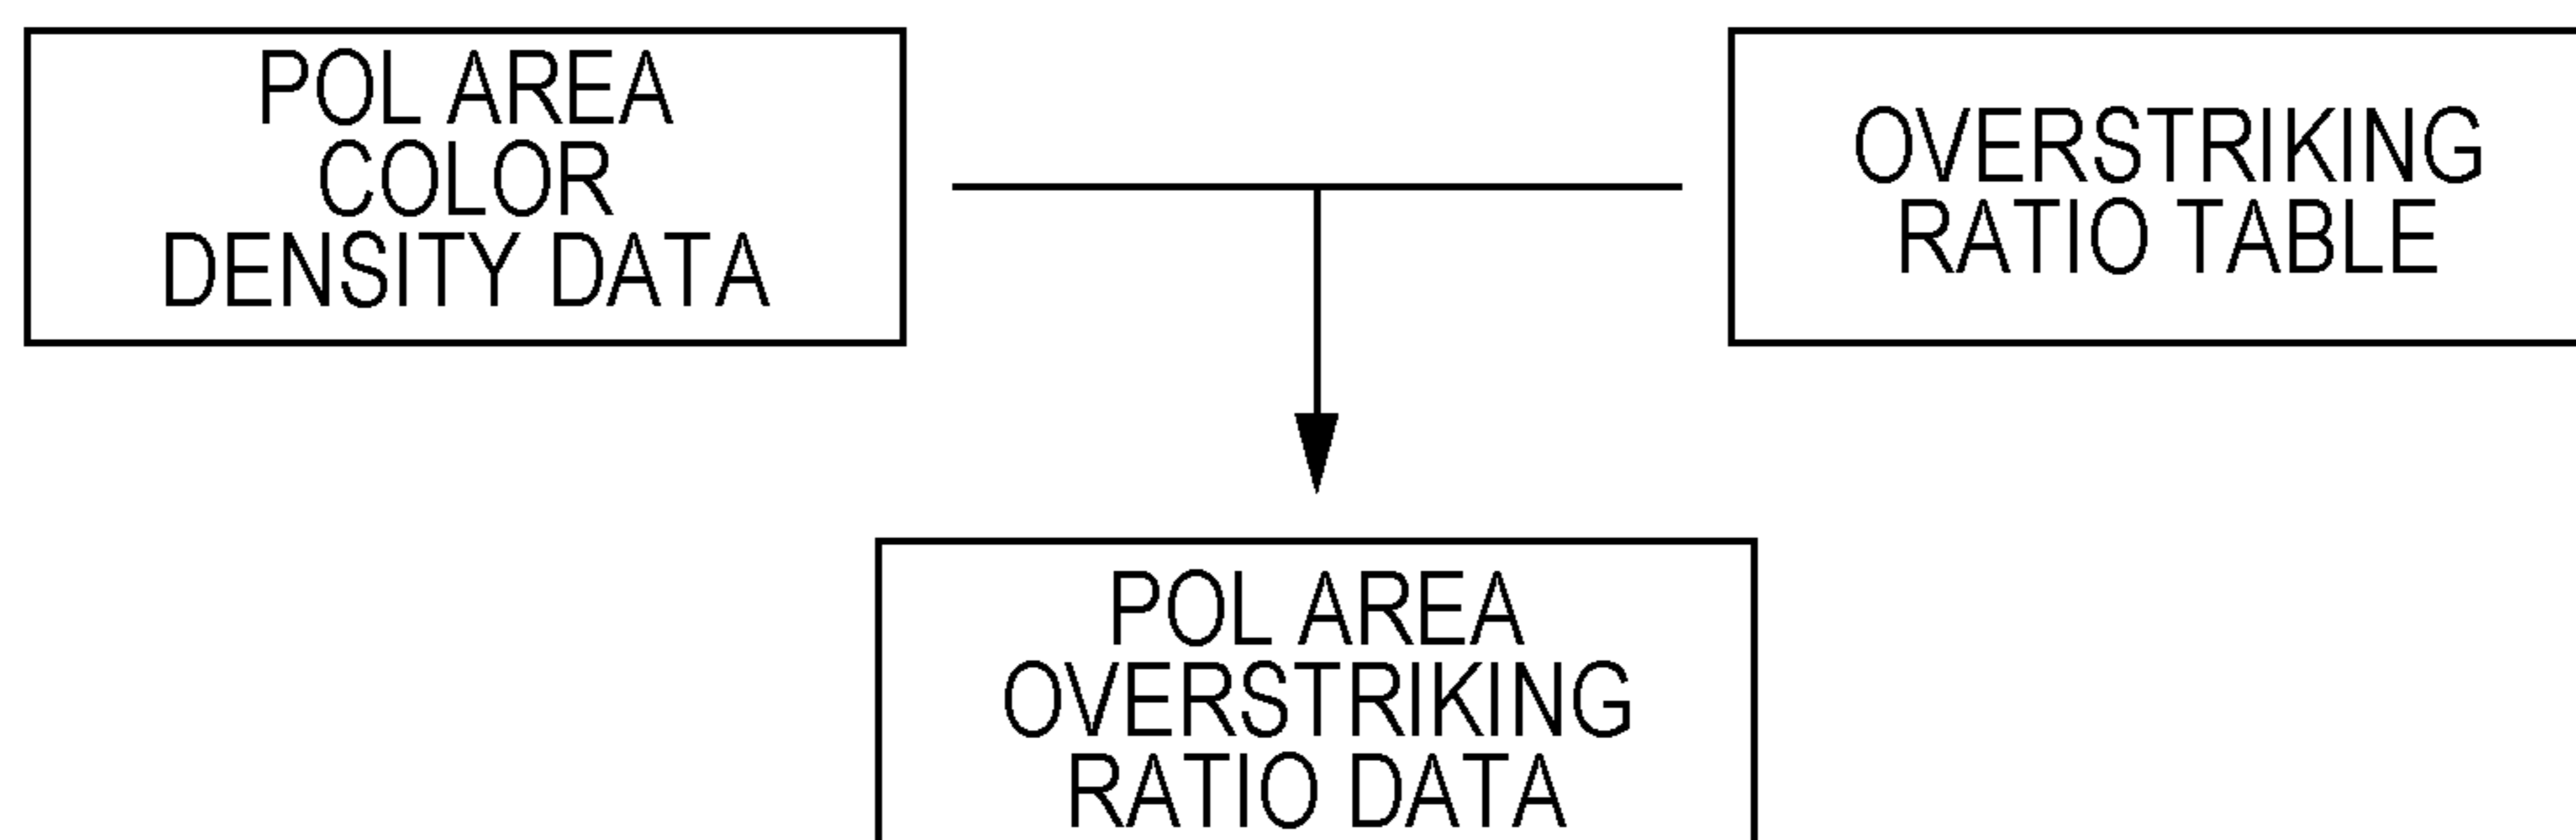 POL AREA
COLOR
DENSITY DATA
OVERSTRIKING
RATIO TABLE
POL AREA
OVERSTRIKING
RATIO DATA